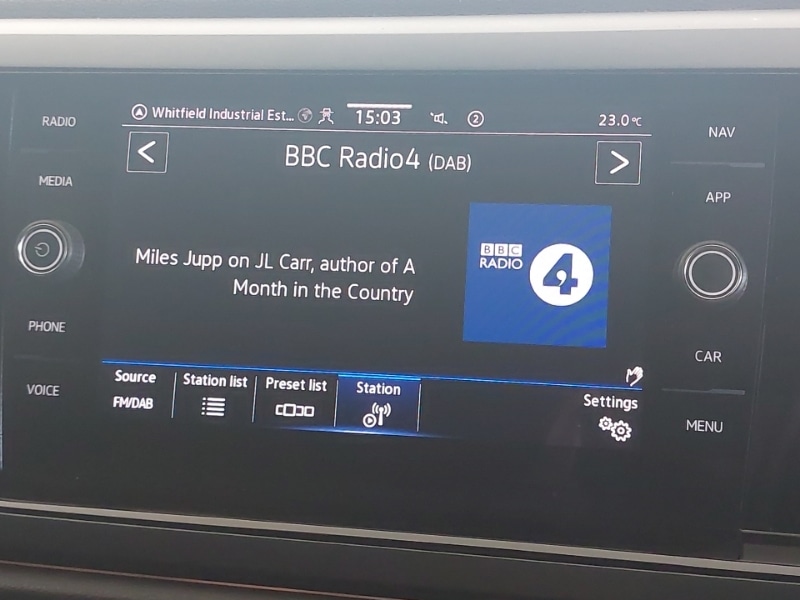 RADIO
MEDIA
PHONE
VOICE
Whitfield Industrial Est... 15:03 2 23.0°C
< BBC Radio4 (DAB) >
Miles Jupp on JL Carr, author of A
Month in the Country
BBC
RADIO
4
Source
FM/DAB
Station list
Preset list
Station
Settings
NAV
APP
CAR
MENU